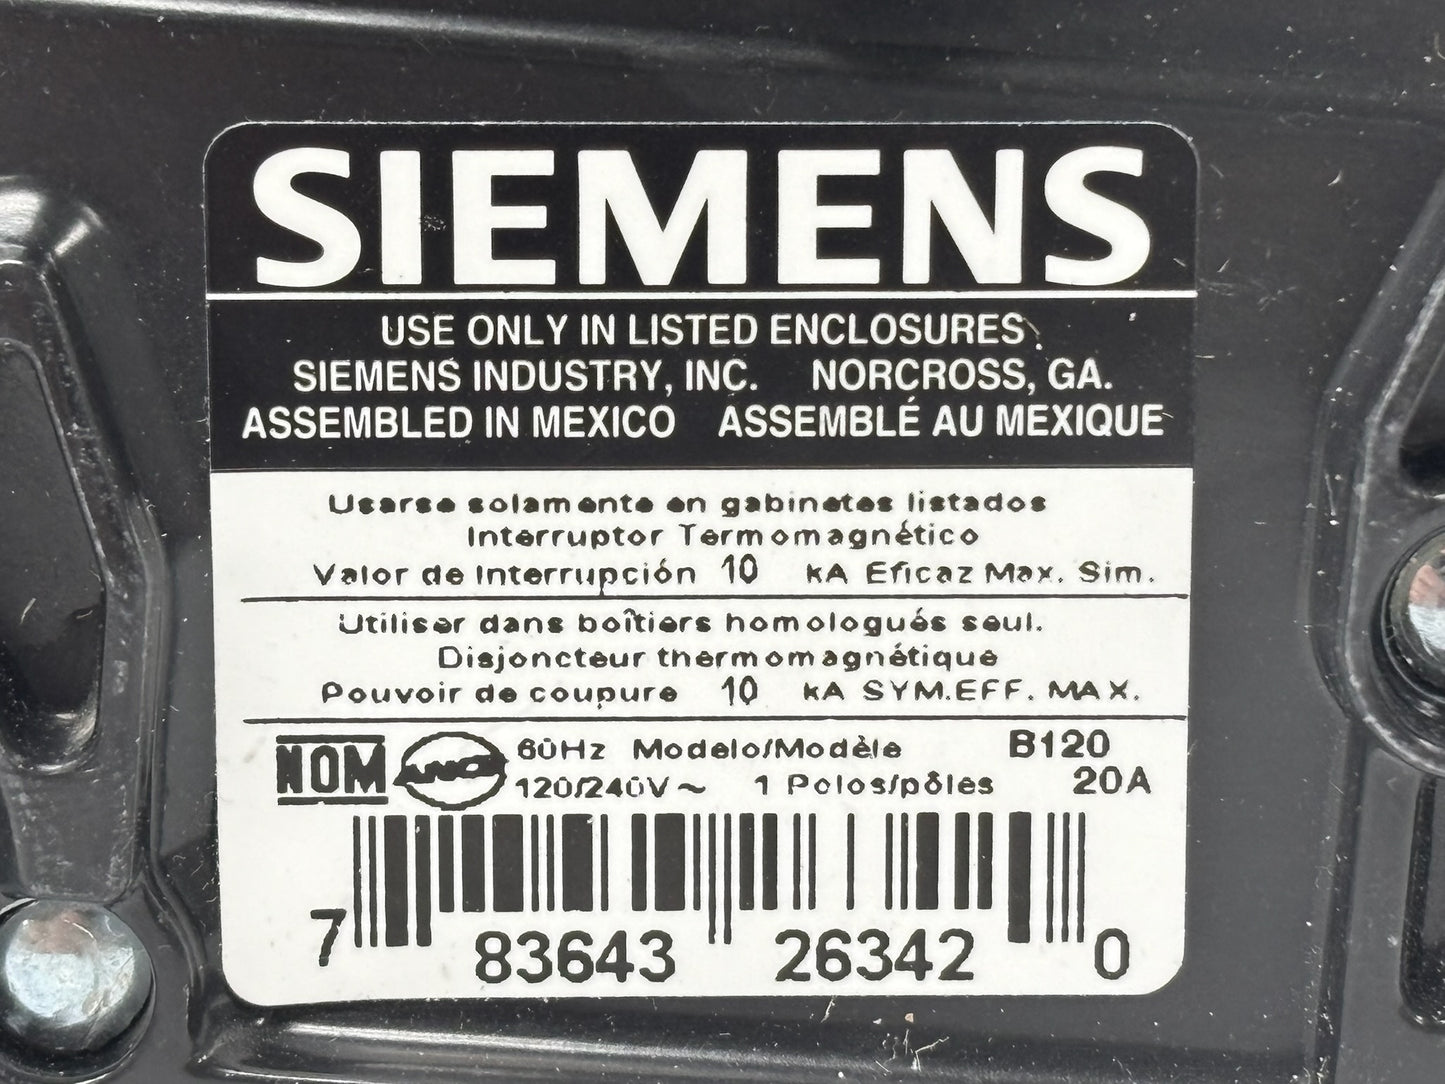 SIEMENS
USE ONLY IN LISTED ENCLOSURES
SIEMENS INDUSTRY, INC. NORCROSS, GA.
ASSEMBLED IN MEXICO ASSEMBLÉ AU MEXIQUE
Usarse solamente en gabinetes listados
Interruptor Termomagnético
Valor de Interrupción 10 kA Eficaz Max. Sim.
Utiliser dans boîtiers homologués seul.
Disjoncteur thermomagnétique
Pouvoir de coupure 10 kA SYM.EFF. MAX.
NOM ANCE 60Hz Modelo/Modèle B120
120/240V ~ 1 Polos/pôles 20A
7 83643 26342 0